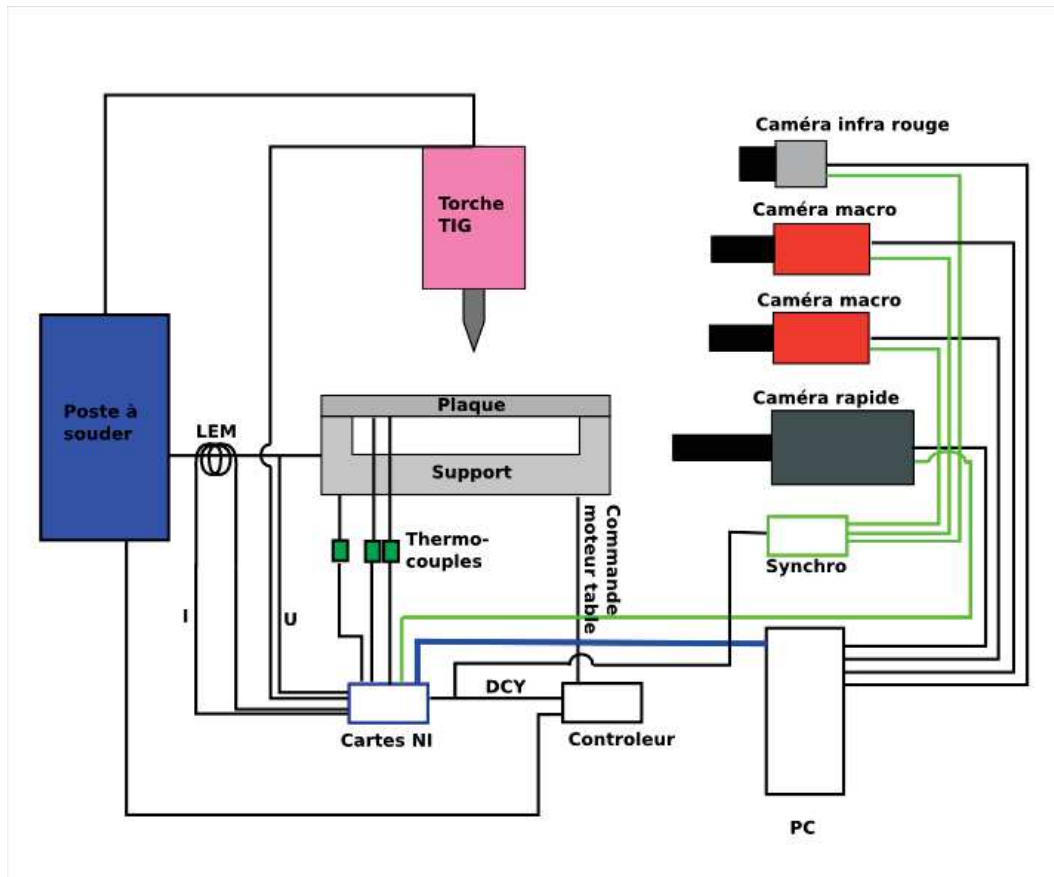 Caméra infra rouge
Torche
TIG
Caméra macro
Caméra macro
Poste à
souder
LEM
Plaque
Caméra rapide
Support
Thermo-
couples
Commande
moteur table
Synchro
I
U
DCY
Cartes NI
Controleur
PC